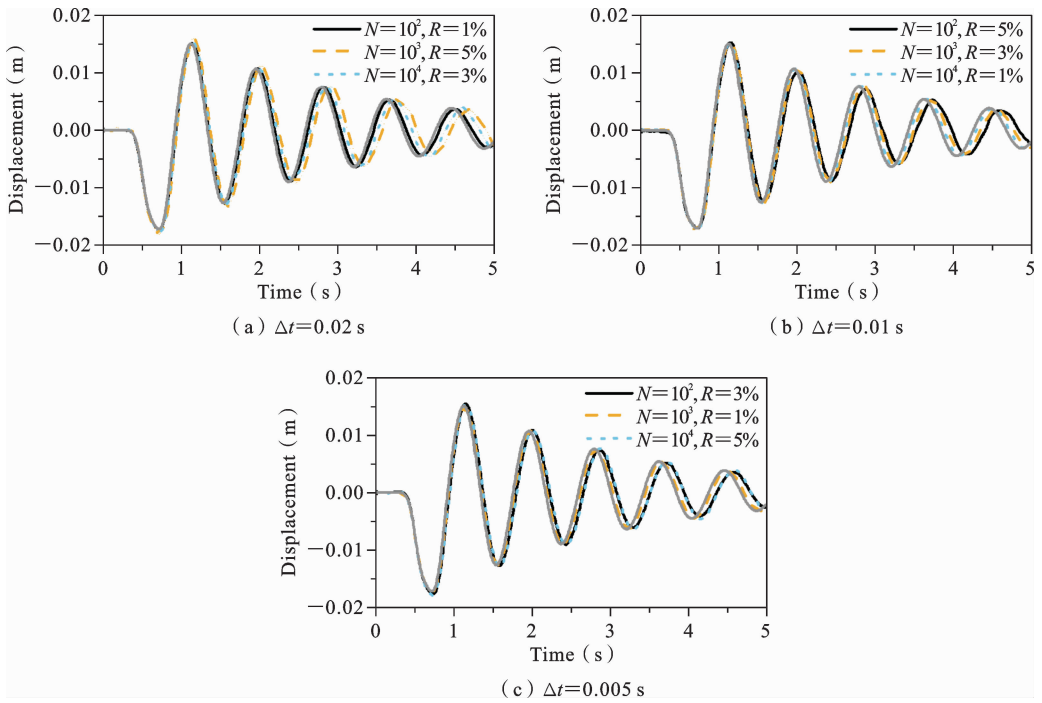 0.02
0.01
0.00
−0.01
−0.02
Displacement（m）
N=10², R=1%
N=10³, R=5%
N=10⁴, R=3%
0 1 2 3 4 5
Time（s）
（a）Δt=0.02 s
0.02
0.01
0.00
−0.01
−0.02
Displacement（m）
N=10², R=5%
N=10³, R=3%
N=10⁴, R=1%
0 1 2 3 4 5
Time（s）
（b）Δt=0.01 s
0.02
0.01
0.00
−0.01
−0.02
Displacement（m）
N=10², R=3%
N=10³, R=1%
N=10⁴, R=5%
0 1 2 3 4 5
Time（s）
（c）Δt=0.005 s